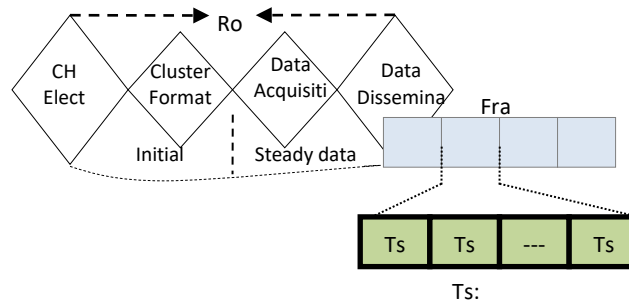 Ro
CH
Elect
Cluster
Format
Data
Acquisiti
Data
Dissemina
Fra
Initial
Steady data
Ts
Ts
---
Ts
Ts: